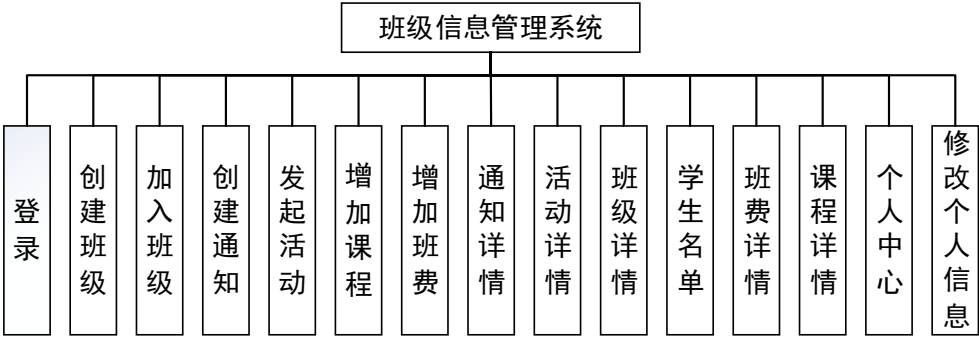 班级信息管理系统
登录
创建班级
加入班级
创建通知
发起活动
增加课程
增加班费
通知详情
活动详情
班级详情
学生名单
班费详情
课程详情
个人中心
修改个人信息